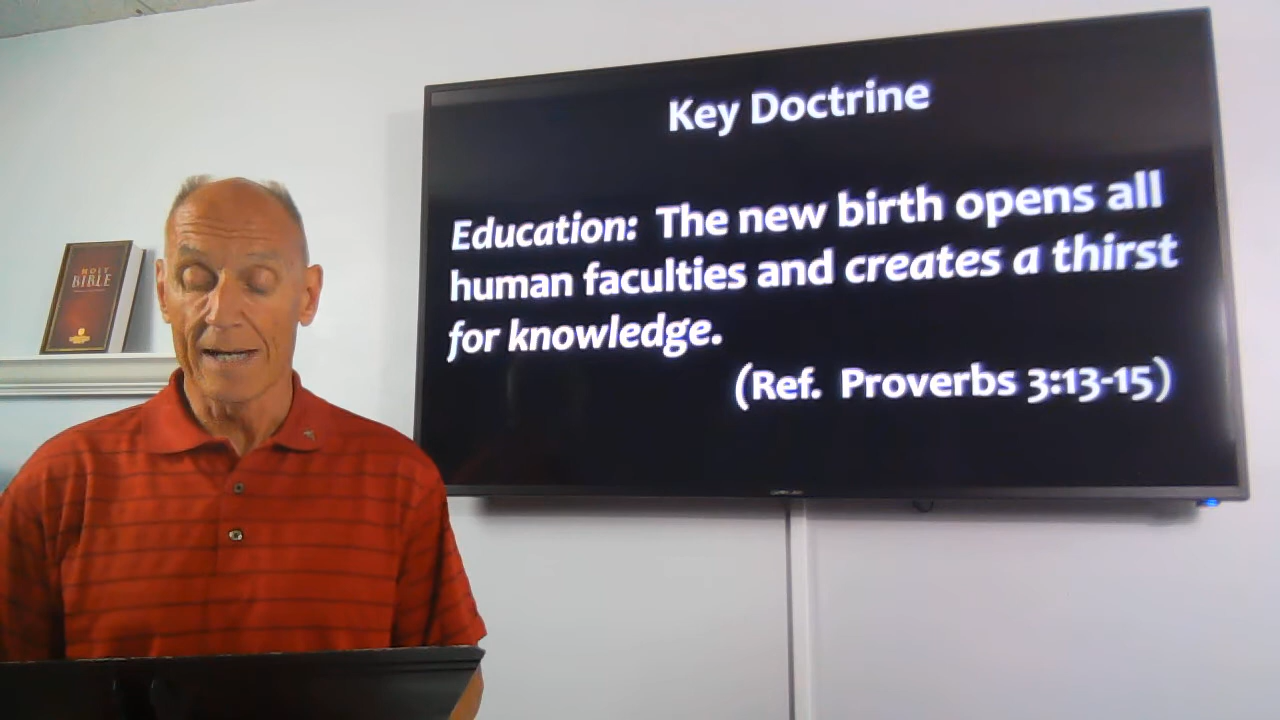 Key Doctrine
Education: The new birth opens all
human faculties and creates a thirst
for knowledge.
(Ref. Proverbs 3:13-15)
HOLY
BIBLE